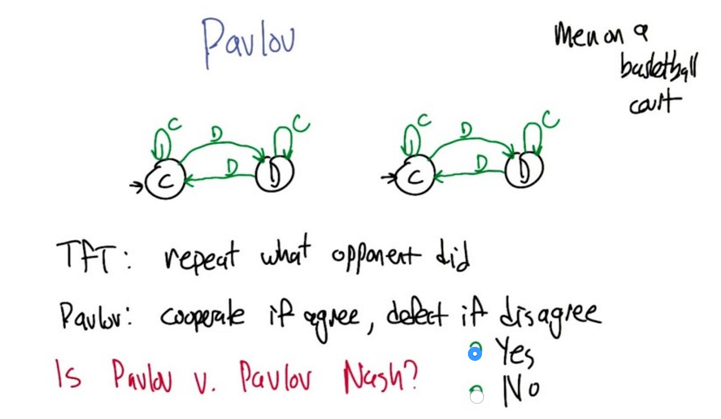 Pavlov
Men on a
basketball
court
C
D
C
C
D
D
C
D
C
C
D
D
TFT: repeat what opponent did
Pavlov: cooperate if agree, defect if disagree
Is Pavlov v. Pavlov Nash?
Yes
No